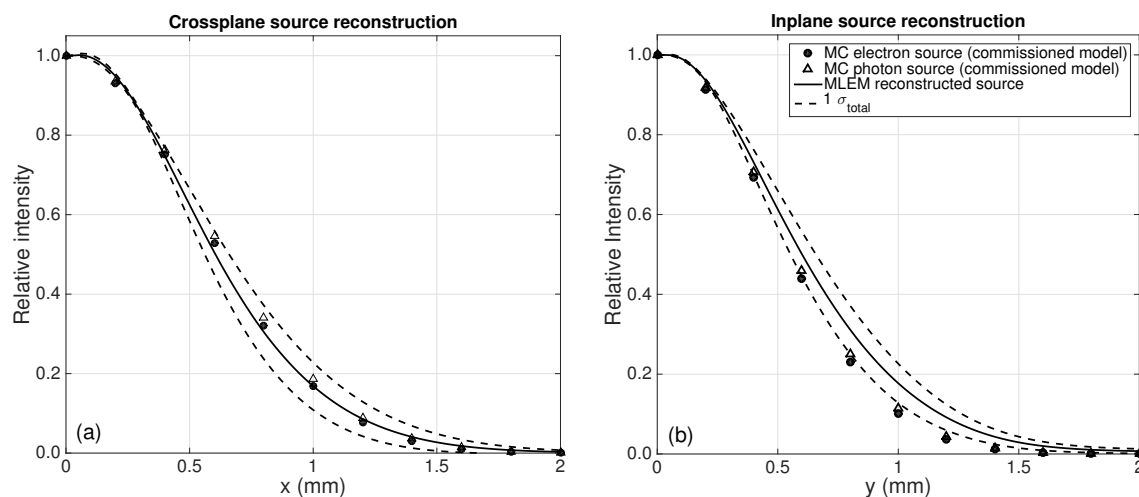 Crossplane source reconstruction
1.0
0.8
0.6
0.4
0.2
0.0
Relative intensity
(a)
0
0.5
1
1.5
2
x (mm)
Inplane source reconstruction
MC electron source (commissioned model)
MC photon source (commissioned model)
MLEM reconstructed source
1 σtotal
1.0
0.8
0.6
0.4
0.2
0.0
Relative Intensity
(b)
0
0.5
1
1.5
2
y (mm)